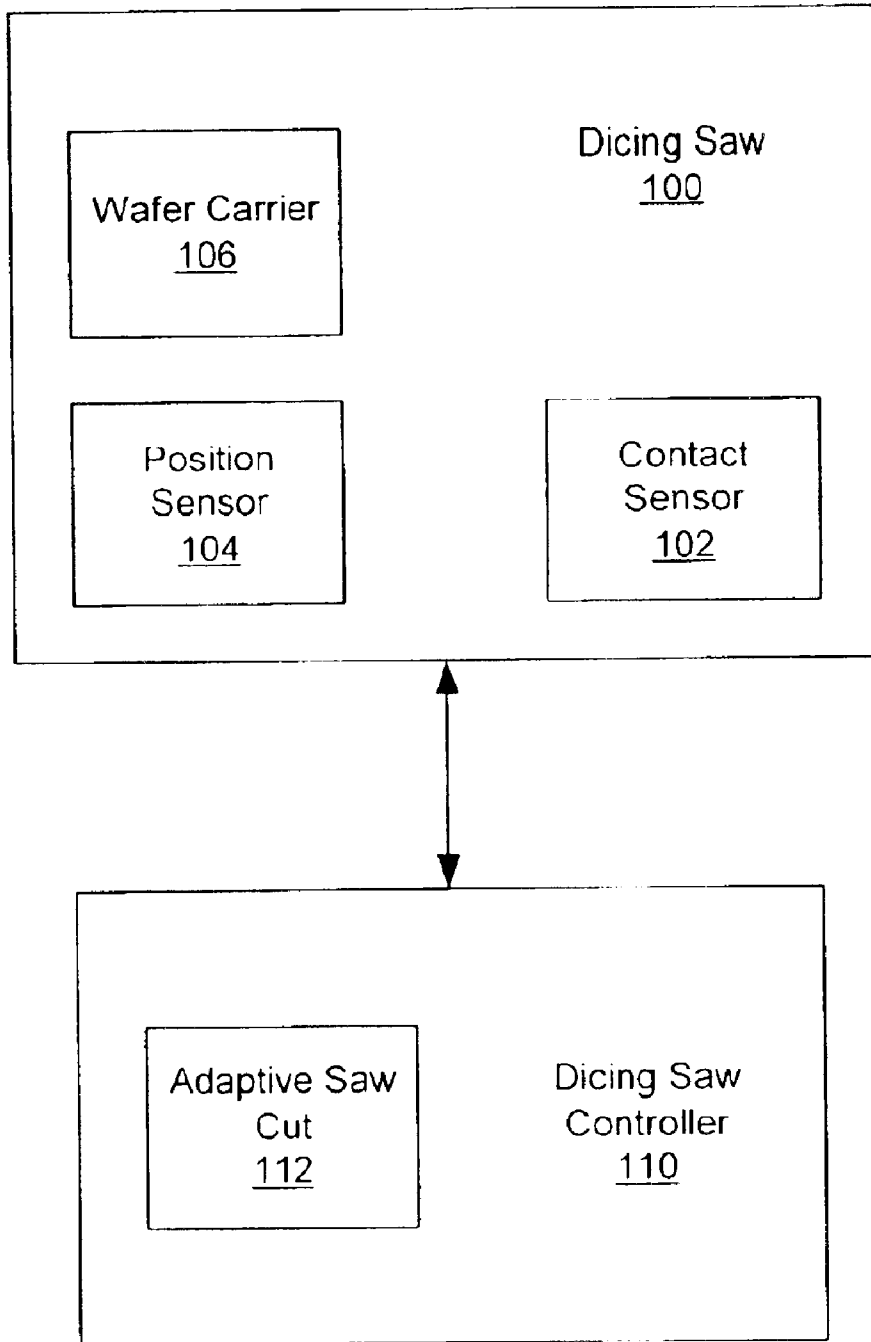 Dicing Saw
100
Wafer Carrier
106
Position
Sensor
104
Contact
Sensor
102
Adaptive Saw
Cut
112
Dicing Saw
Controller
110